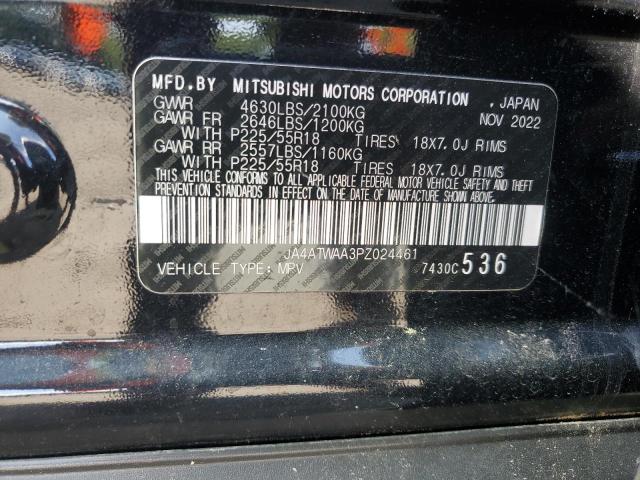 MFD.BY MITSUBISHI MOTORS CORPORATION , JAPAN
GVWR 4630LBS/2100KG NOV 2022
GAWR FR 2646LBS/1200KG
WITH P225/55R18 TIRES 18X7.0J RIMS
GAWR RR 2557LBS/1160KG
WITH P225/55R18 TIRES 18X7.0J RIMS
THIS VEHICLE CONFORMS TO ALL APPLICABLE FEDERAL MOTOR VEHICLE SAFETY AND THEFT
PREVENTION STANDARDS IN EFFECT ON THE DATE OF MANUFACTURE SHOWN ABOVE.
JA4ATWAA3PZ024461
VEHICLE TYPE: MPV 7430C 536